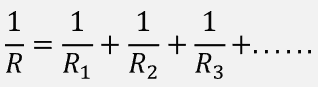 1/R = 1/R₁ + 1/R₂ + 1/R₃ +......